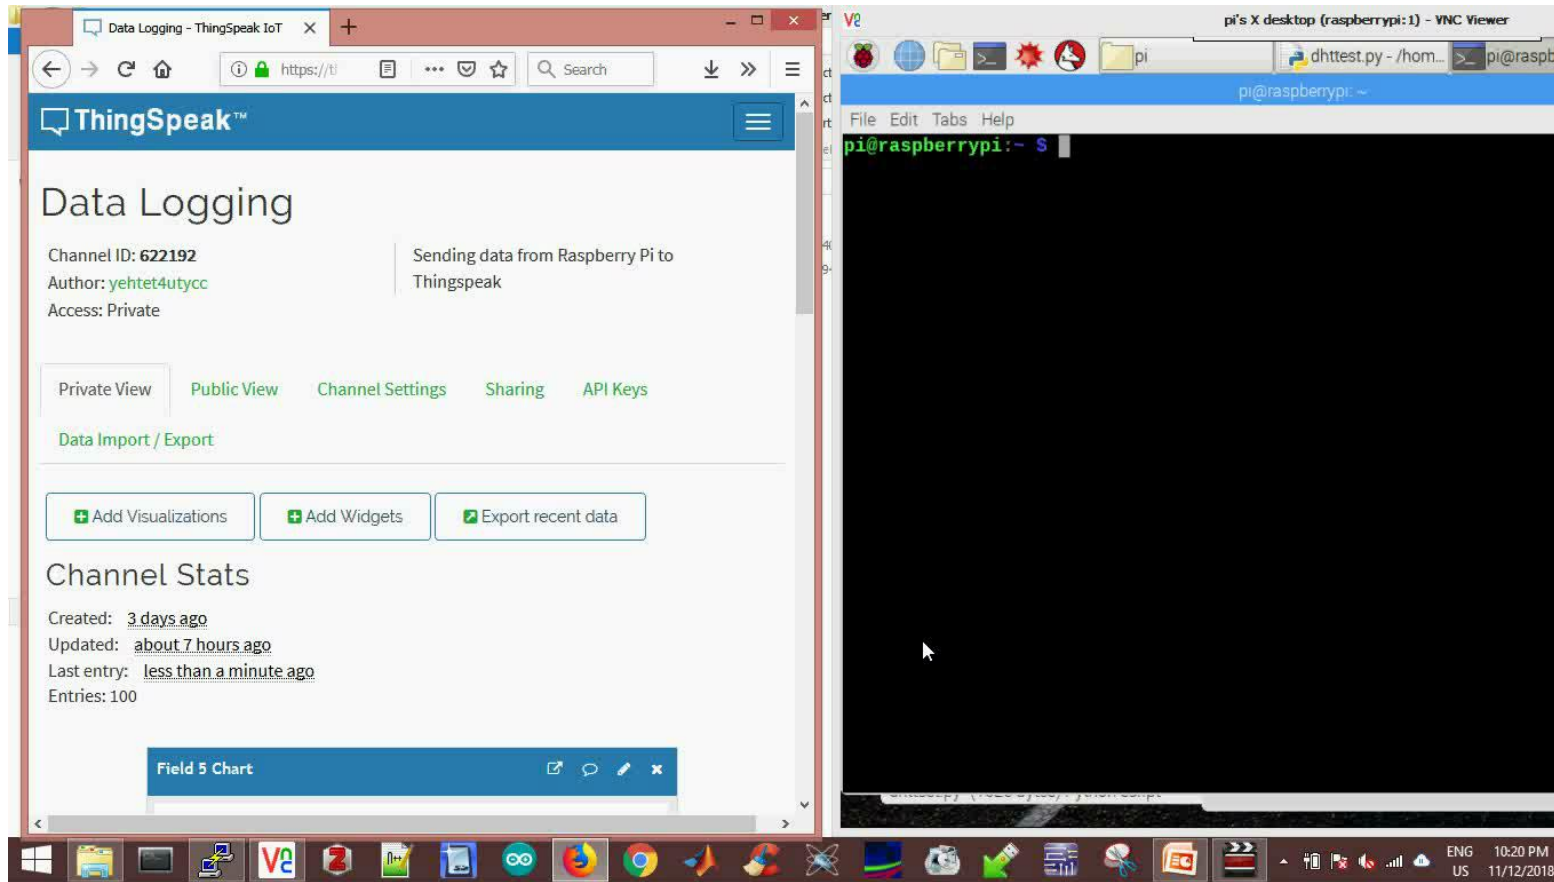 Data Logging - ThingSpeak IoT
https://tl
Search
ThingSpeak™
Data Logging
Channel ID: 622192
Author: yehtet4utycc
Access: Private
Sending data from Raspberry Pi to
Thingspeak
Private View Public View Channel Settings Sharing API Keys
Data Import / Export
Add Visualizations Add Widgets Export recent data
Channel Stats
Created: 3 days ago
Updated: about 7 hours ago
Last entry: less than a minute ago
Entries: 100
Field 5 Chart
pi's X desktop (raspberrypi:1) - VNC Viewer
pi dhttest.py - /hom... pi@raspb
pi@raspberrypi: ~
File Edit Tabs Help
pi@raspberrypi:~ $
ENG 10:20 PM
US 11/12/2018